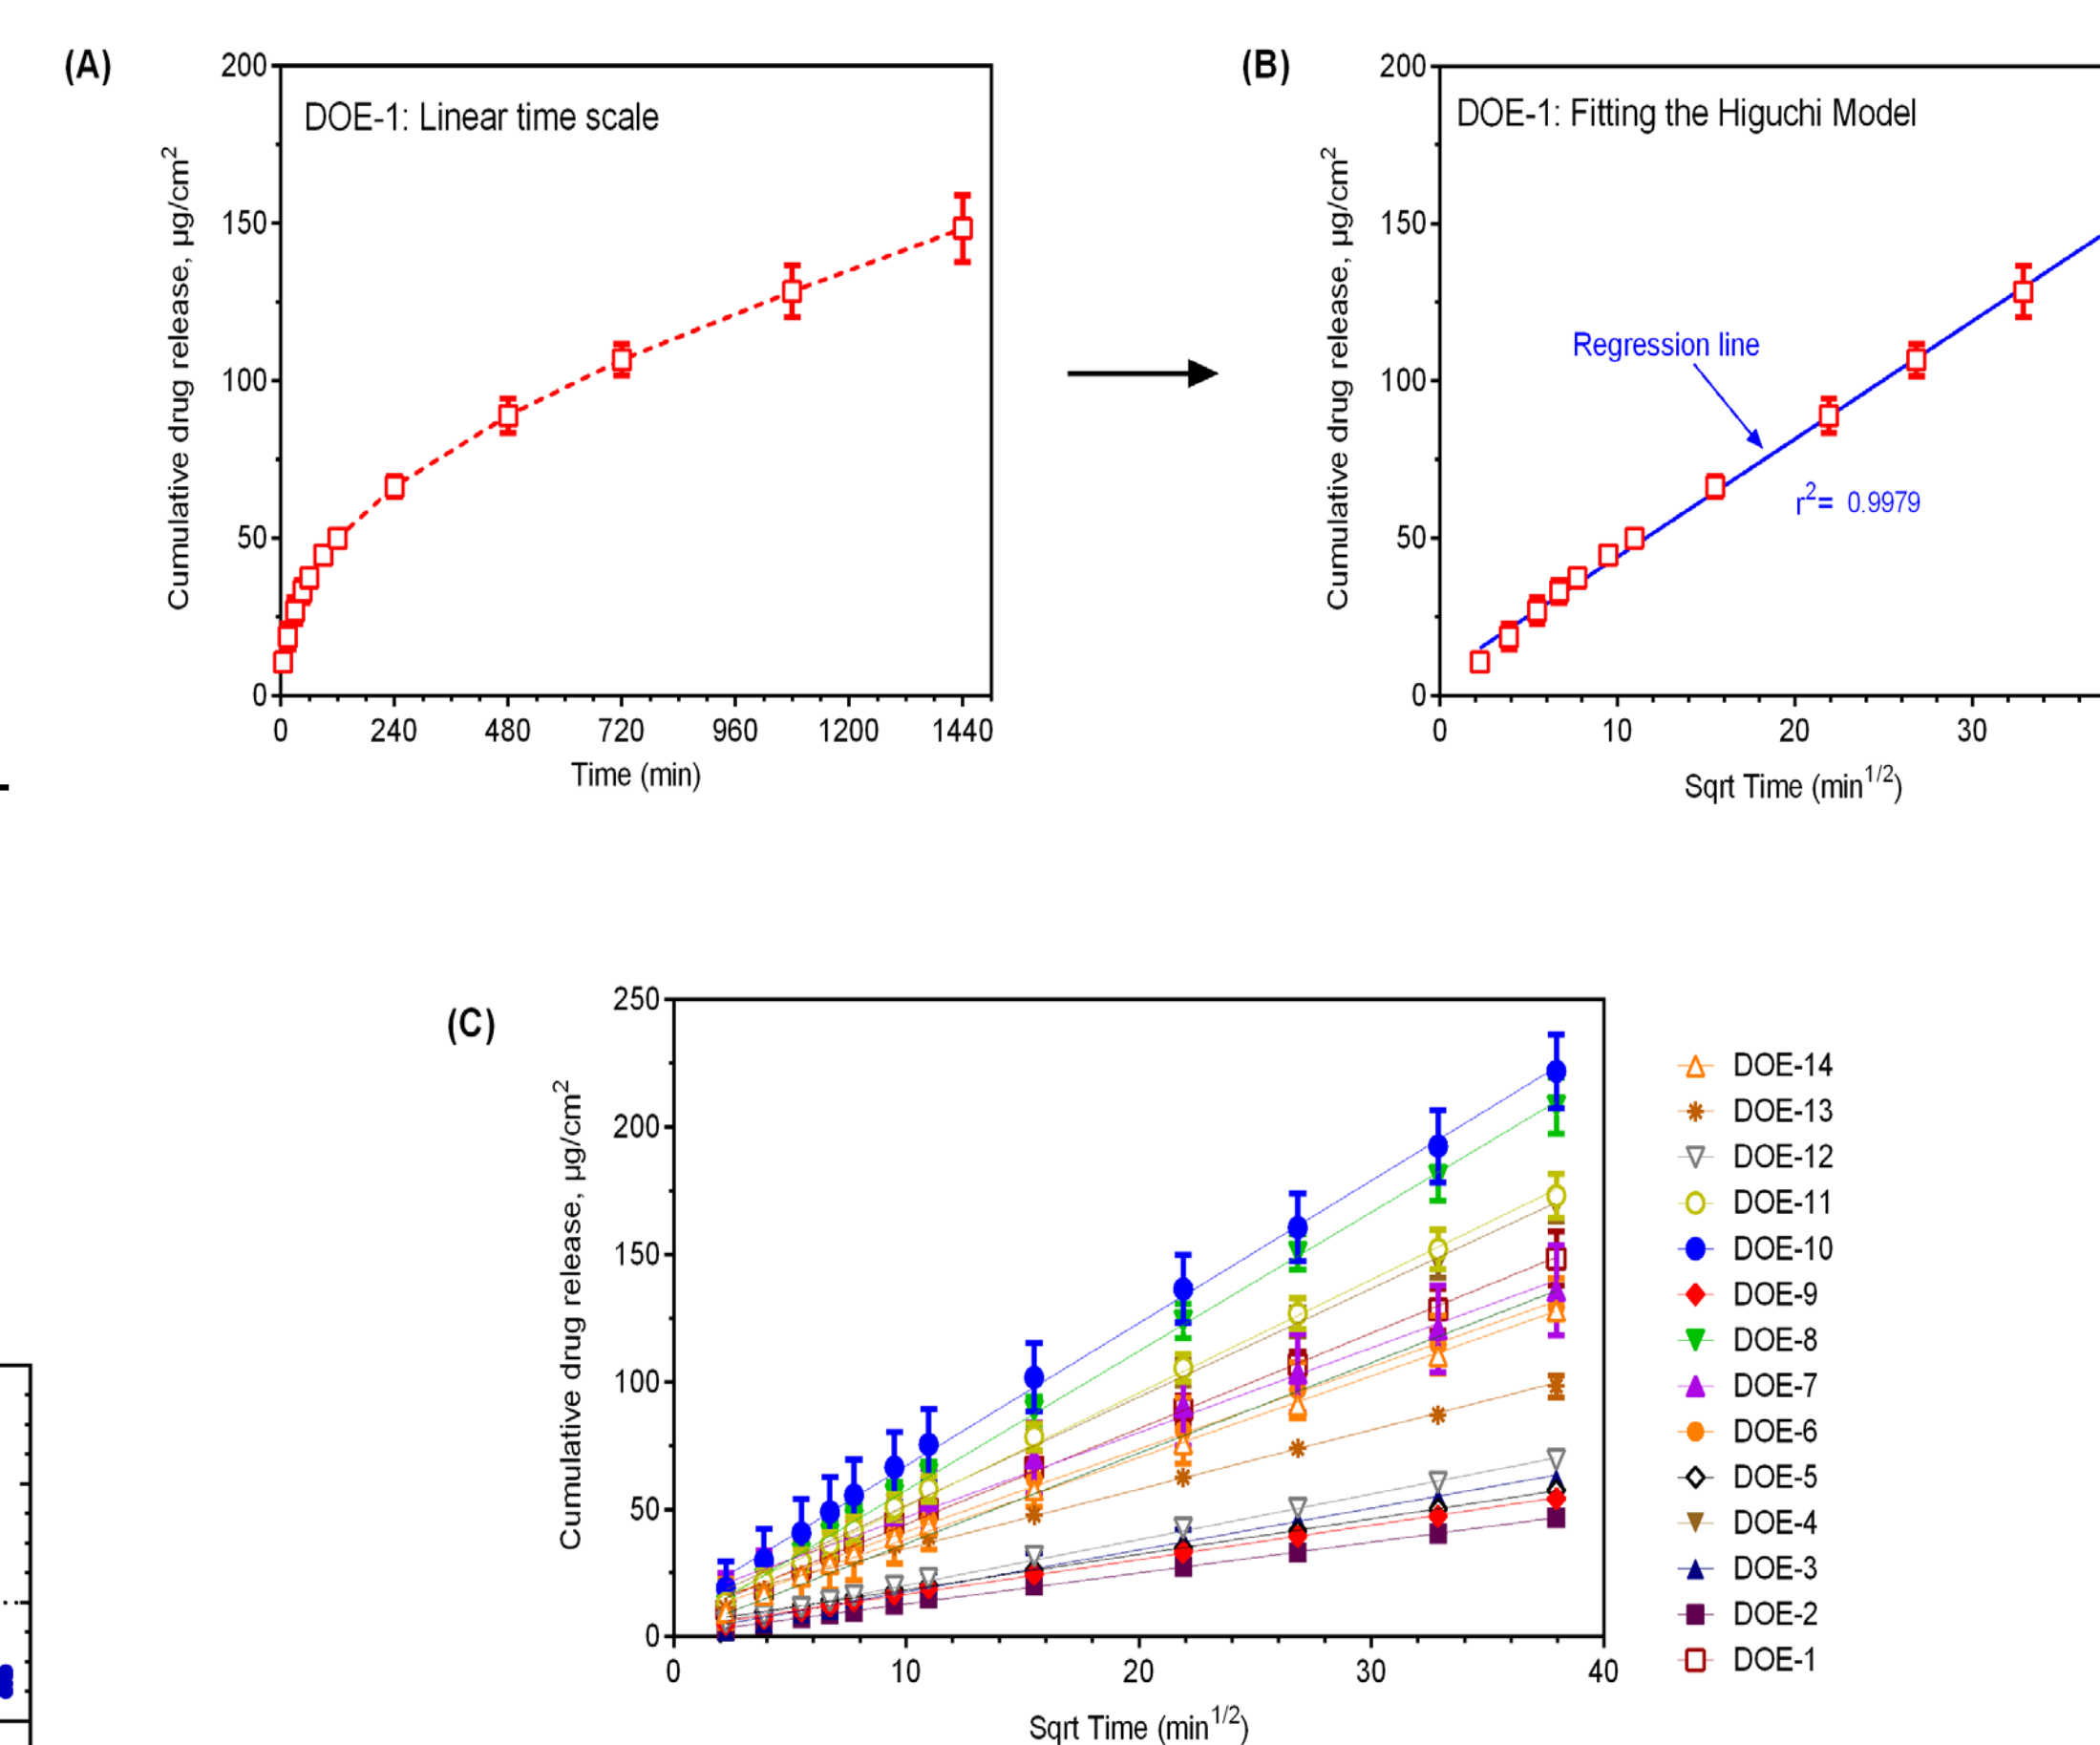 (A)
200
150
100
50
0
DOE-1: Linear time scale
Cumulative drug release, µg/cm²
0 240 480 720 960 1200 1440
Time (min)
(B)
200
150
100
50
0
DOE-1: Fitting the Higuchi Model
Regression line
r²= 0.9979
Cumulative drug release, µg/cm²
0 10 20 30
Sqrt Time (min¹/²)
(C)
250
200
150
100
50
0
Cumulative drug release, µg/cm²
0 10 20 30 40
Sqrt Time (min¹/²)
DOE-14
DOE-13
DOE-12
DOE-11
DOE-10
DOE-9
DOE-8
DOE-7
DOE-6
DOE-5
DOE-4
DOE-3
DOE-2
DOE-1